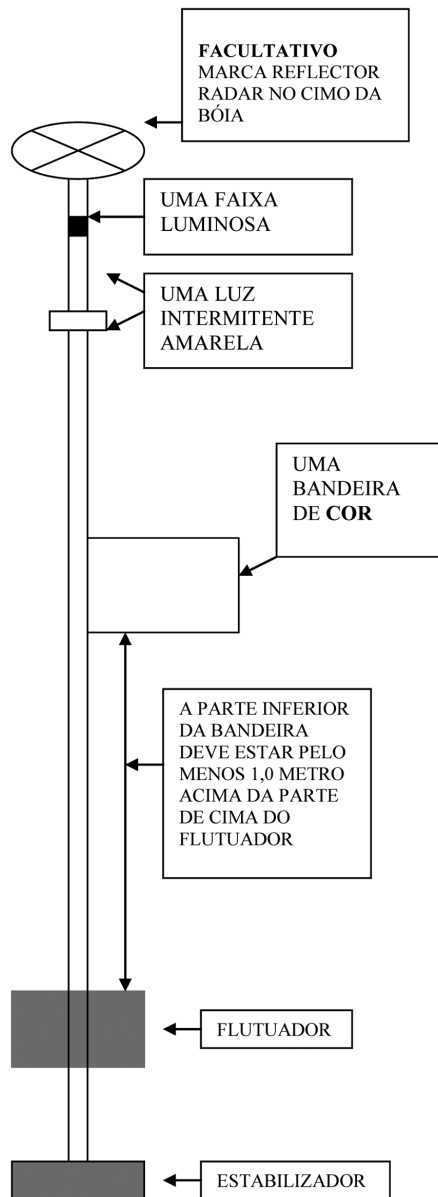 FACULTATIVO
MARCA REFLECTOR
RADAR NO CIMO DA
BÓIA
UMA FAIXA
LUMINOSA
UMA LUZ
INTERMITENTE
AMARELA
UMA
BANDEIRA
DE COR
A PARTE INFERIOR
DA BANDEIRA
DEVE ESTAR PELO
MENOS 1,0 METRO
ACIMA DA PARTE
DE CIMA DO
FLUTUADOR
FLUTUADOR
ESTABILIZADOR